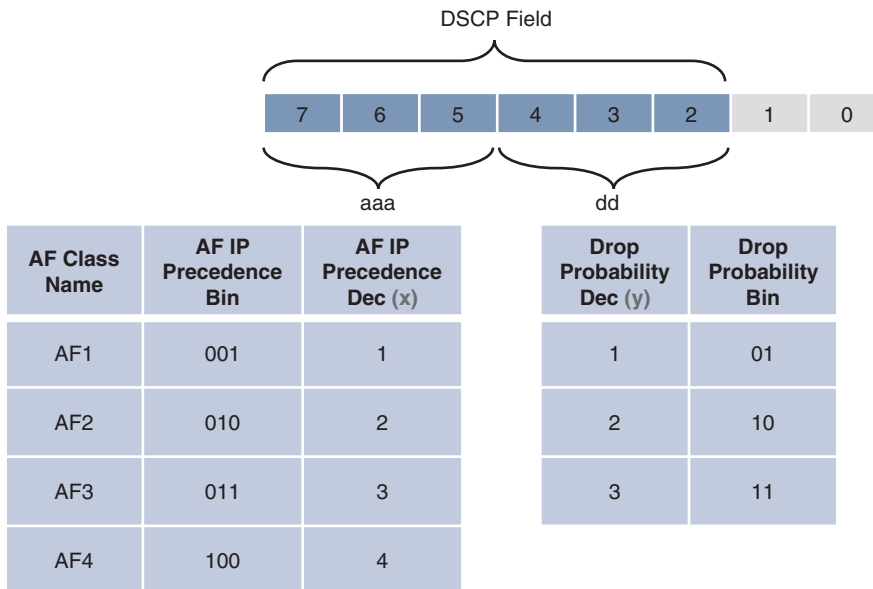 DSCP Field
7 6 5 4 3 2 1 0
aaa dd
AF Class
Name
AF IP
Precedence
Bin
AF IP
Precedence
Dec (x)
AF1 001 1
AF2 010 2
AF3 011 3
AF4 100 4
Drop
Probability
Dec (y)
Drop
Probability
Bin
1 01
2 10
3 11